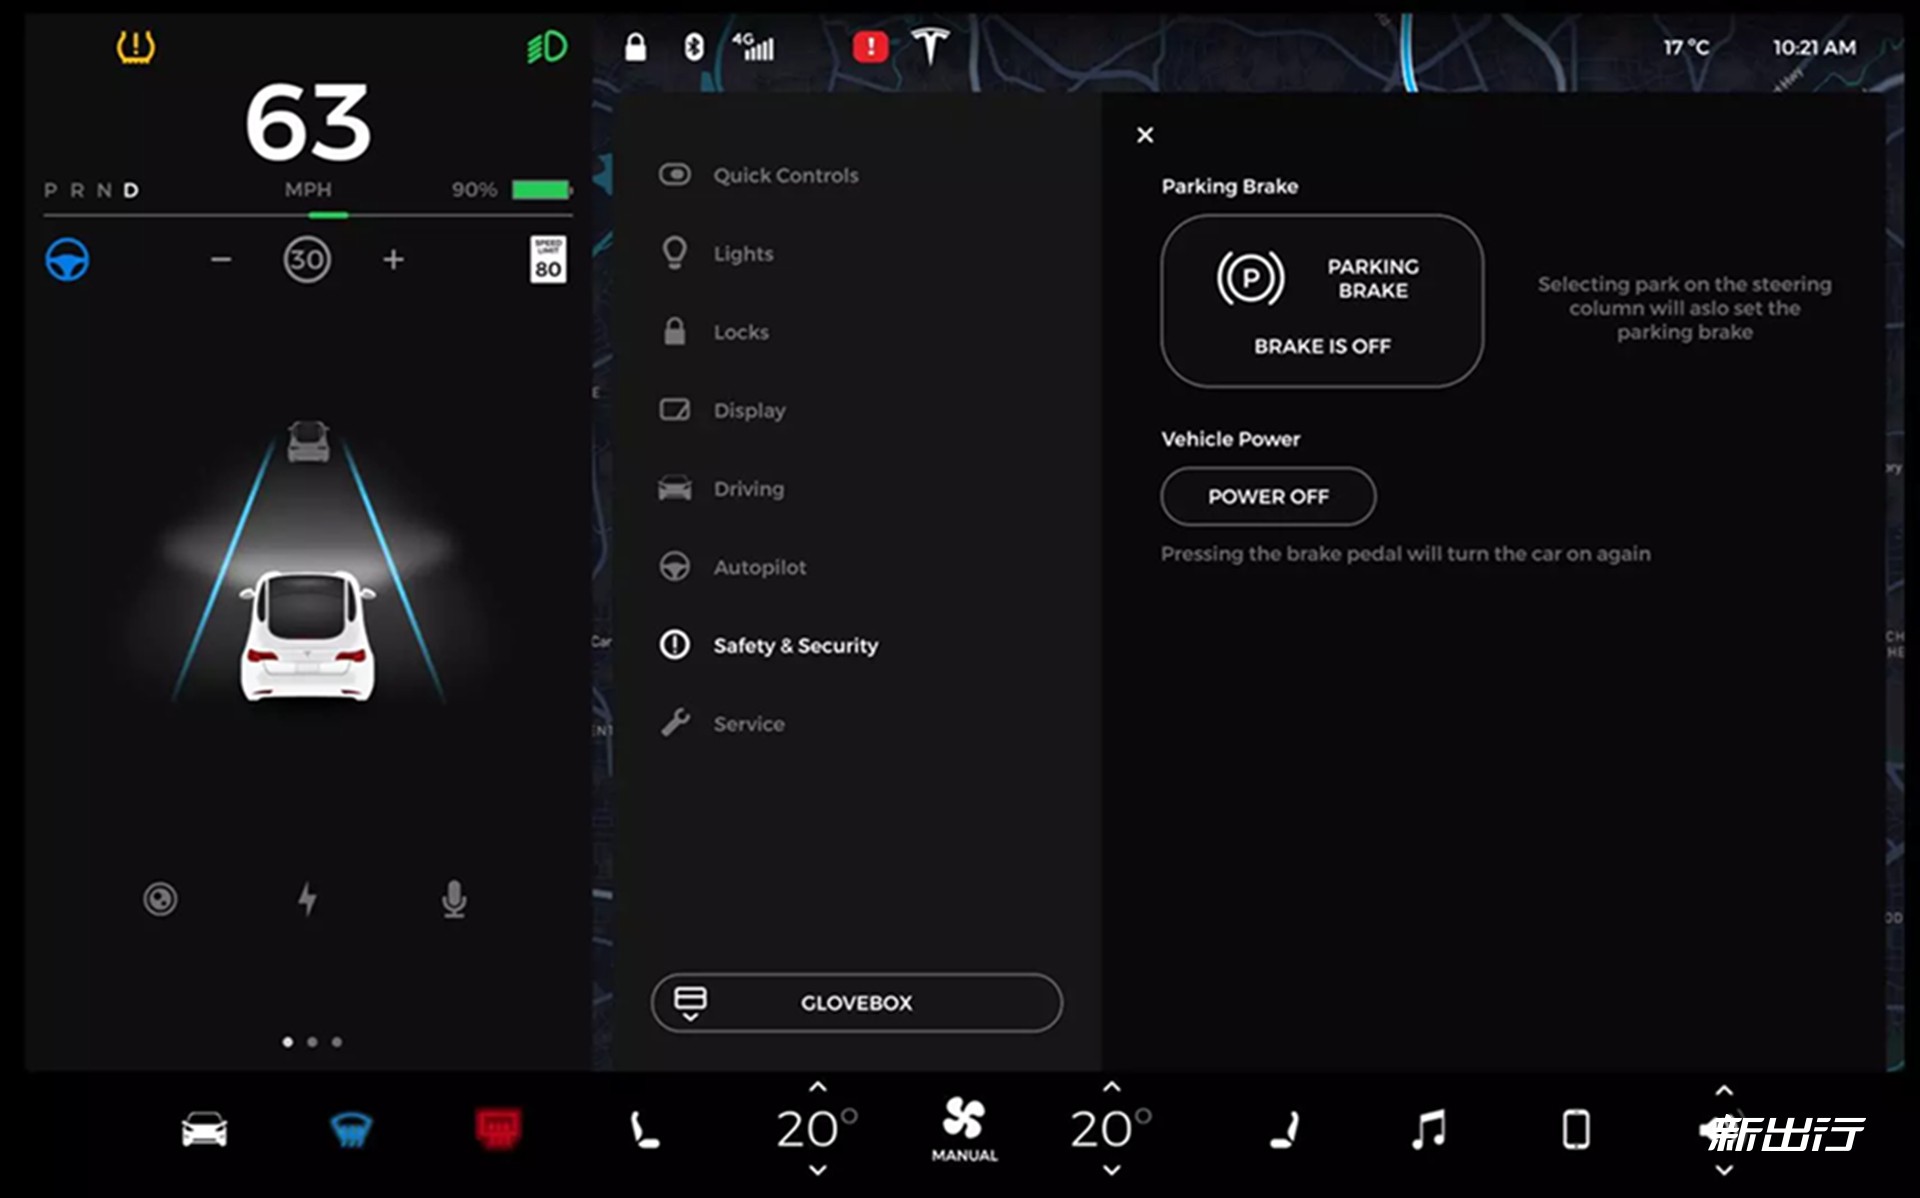 63
P R N D
MPH
90%
30
SPEED
LIMIT
80
4G
17 °C
10:21 AM
Hwy
Quick Controls
Lights
Locks
Display
Driving
Autopilot
Safety & Security
Service
GLOVEBOX
Parking Brake
P
PARKING
BRAKE
BRAKE IS OFF
Selecting park on the steering
column will aslo set the
parking brake
Vehicle Power
POWER OFF
Pressing the brake pedal will turn the car on again
20°
MANUAL
20°
新出行